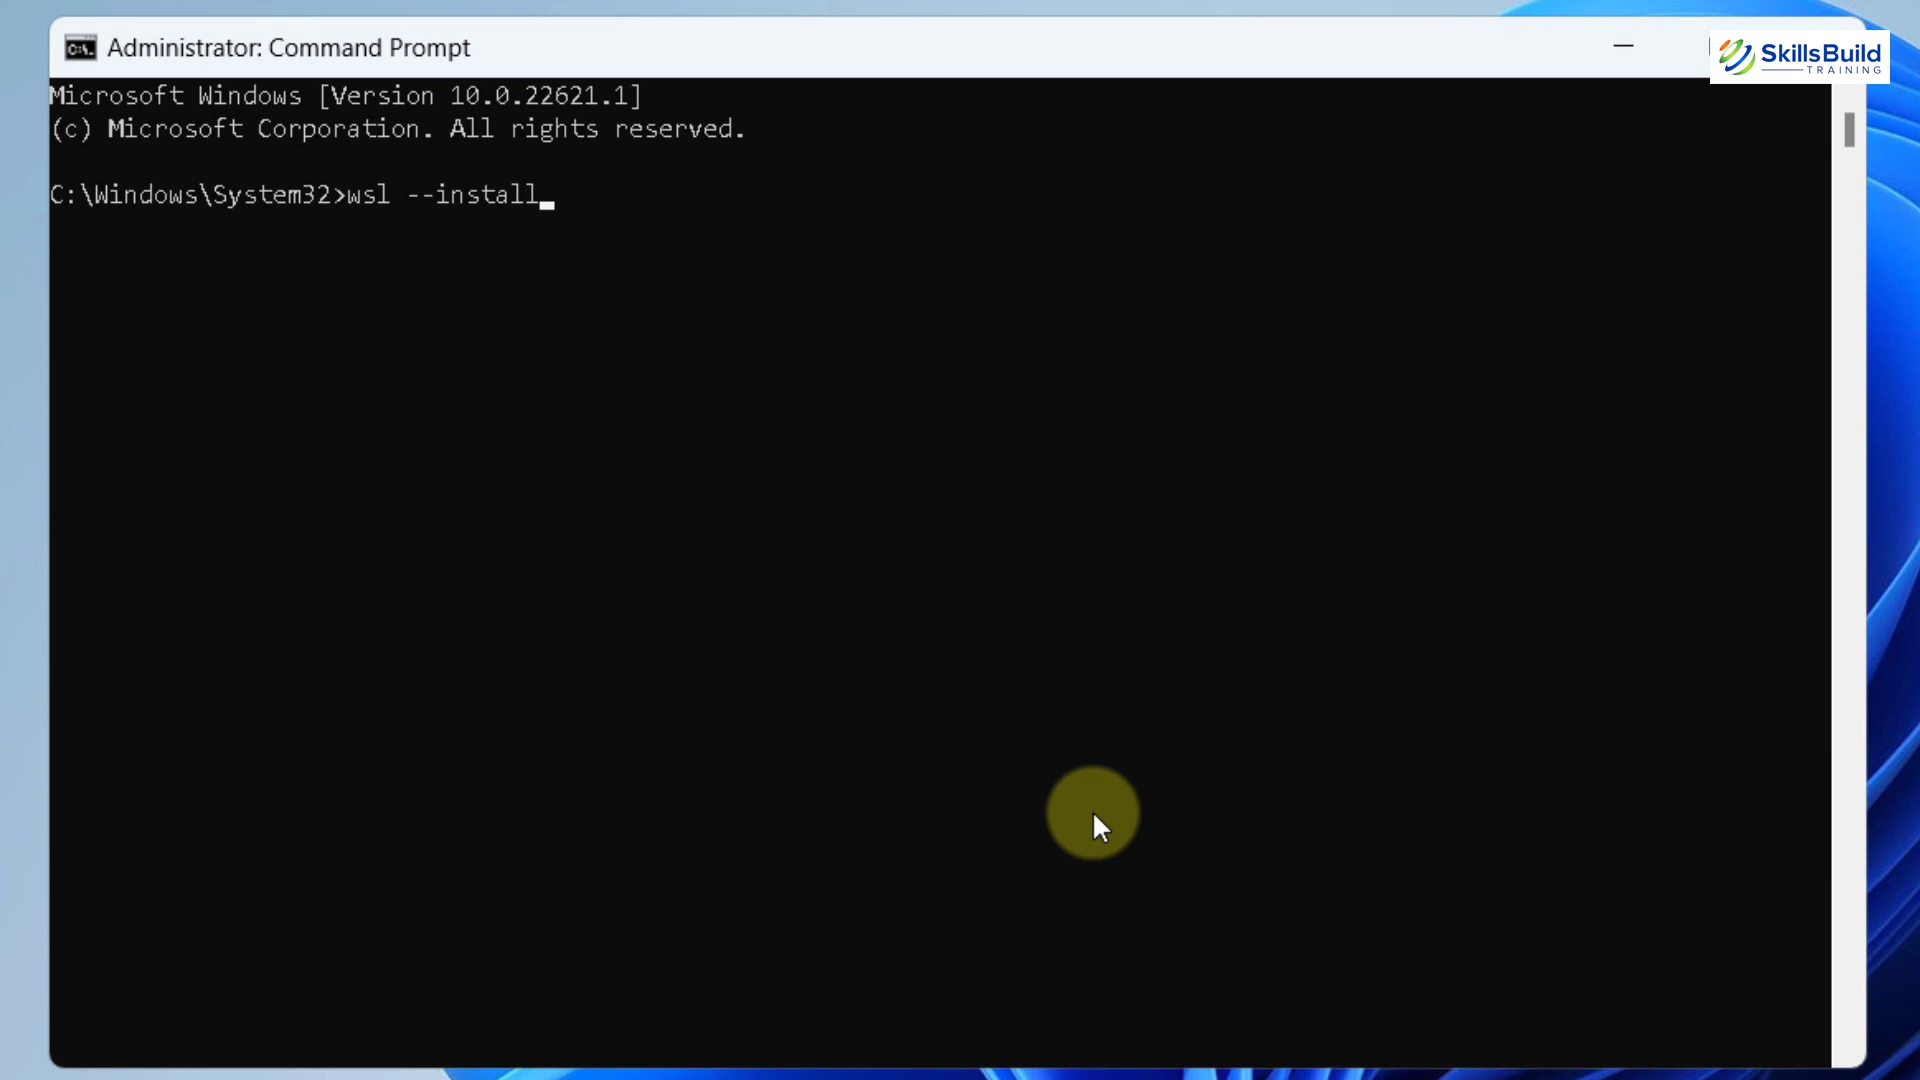 Administrator: Command Prompt
SkillsBuild
TRAINING
Microsoft Windows [Version 10.0.22621.1]
(c) Microsoft Corporation. All rights reserved.
C:\Windows\System32>wsl --install